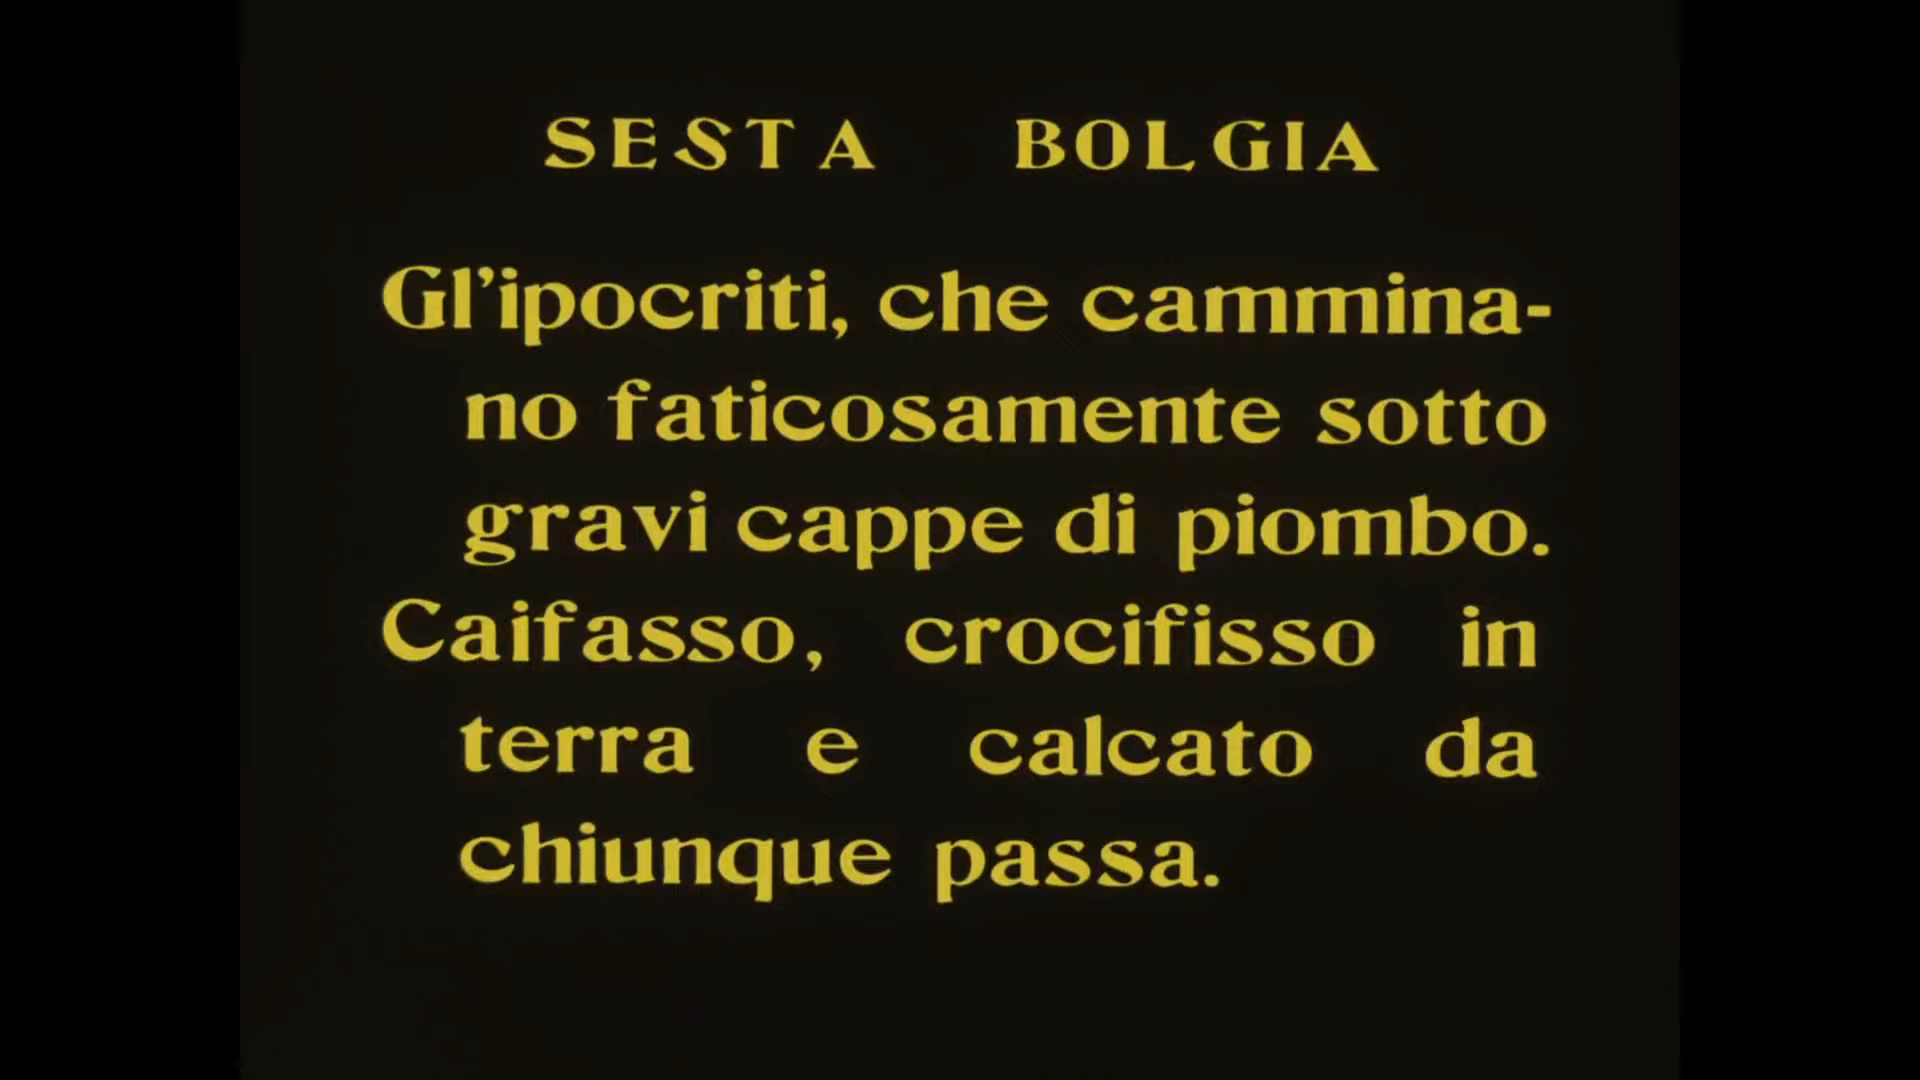 SESTA BOLGIA
Gl'ipocriti, che cammina-
no faticosamente sotto
gravi cappe di piombo.
Caifasso, crocifisso in
terra e calcato da
chiunque passa.